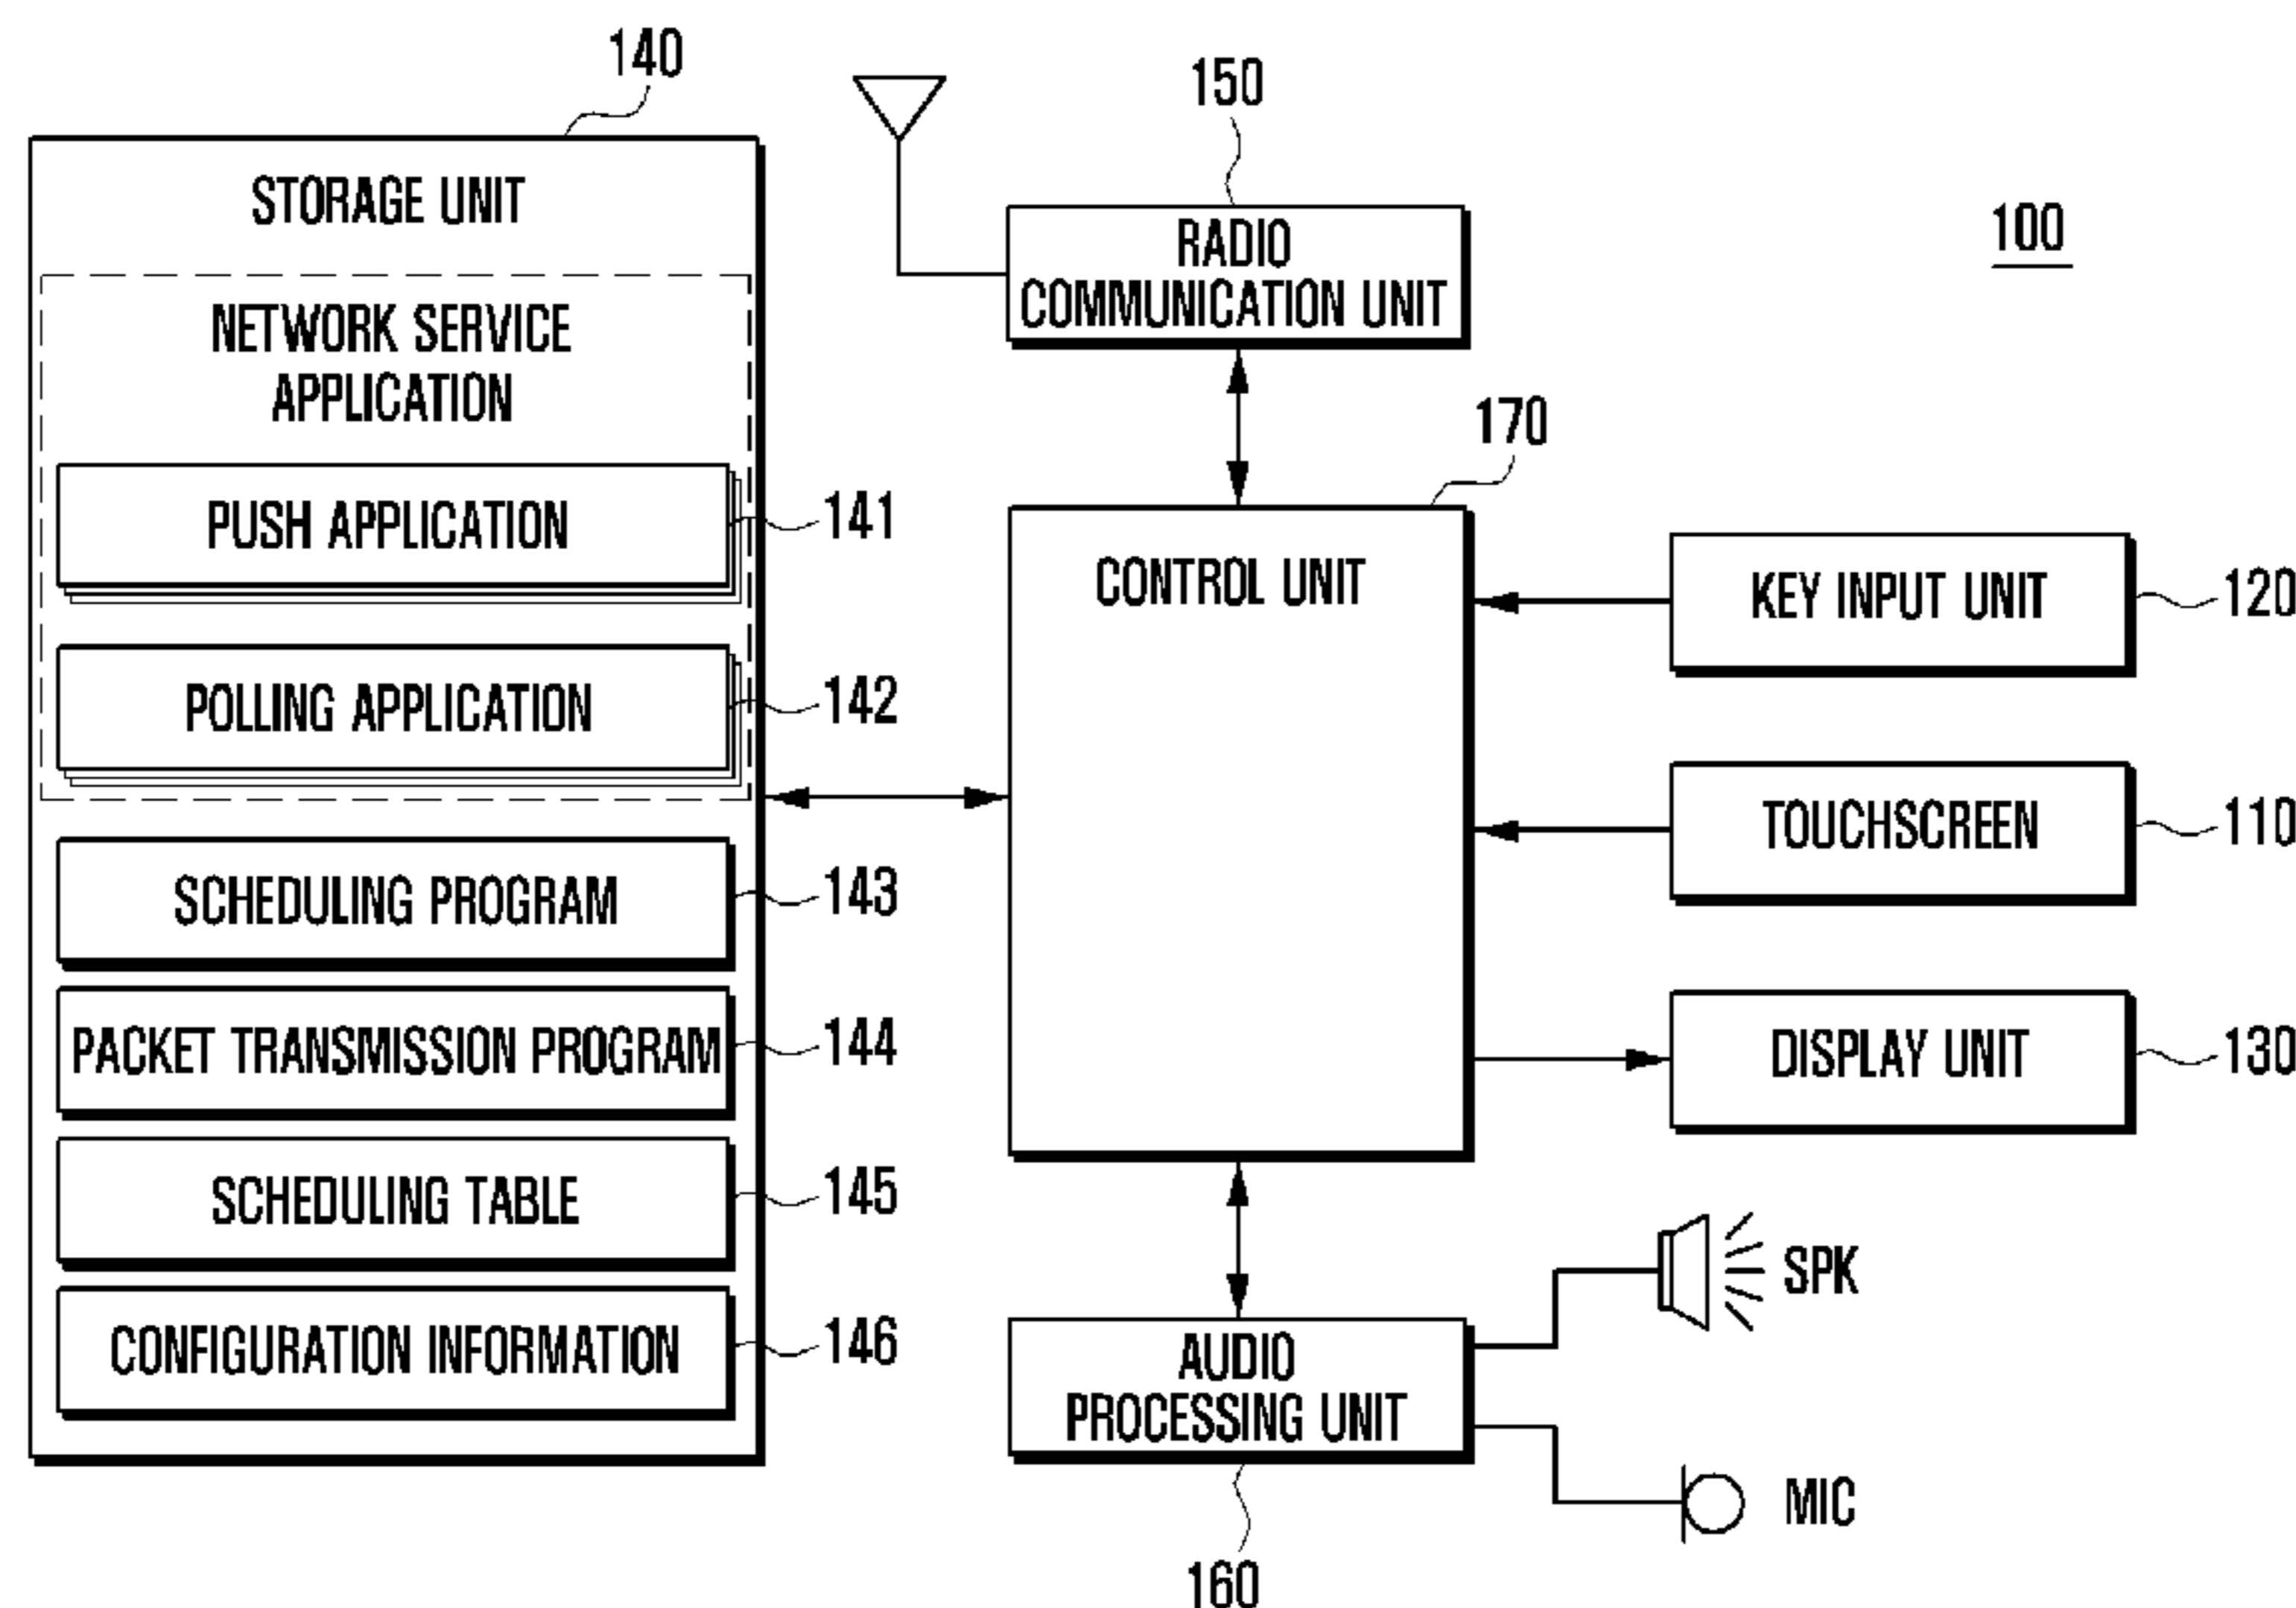 140
STORAGE UNIT
NETWORK SERVICE
APPLICATION
PUSH APPLICATION
141
POLLING APPLICATION
142
SCHEDULING PROGRAM
143
PACKET TRANSMISSION PROGRAM
144
SCHEDULING TABLE
145
CONFIGURATION INFORMATION
146
150
RADIO
COMMUNICATION UNIT
100
170
CONTROL UNIT
KEY INPUT UNIT
120
TOUCHSCREEN
110
DISPLAY UNIT
130
AUDIO
PROCESSING UNIT
160
SPK
MIC